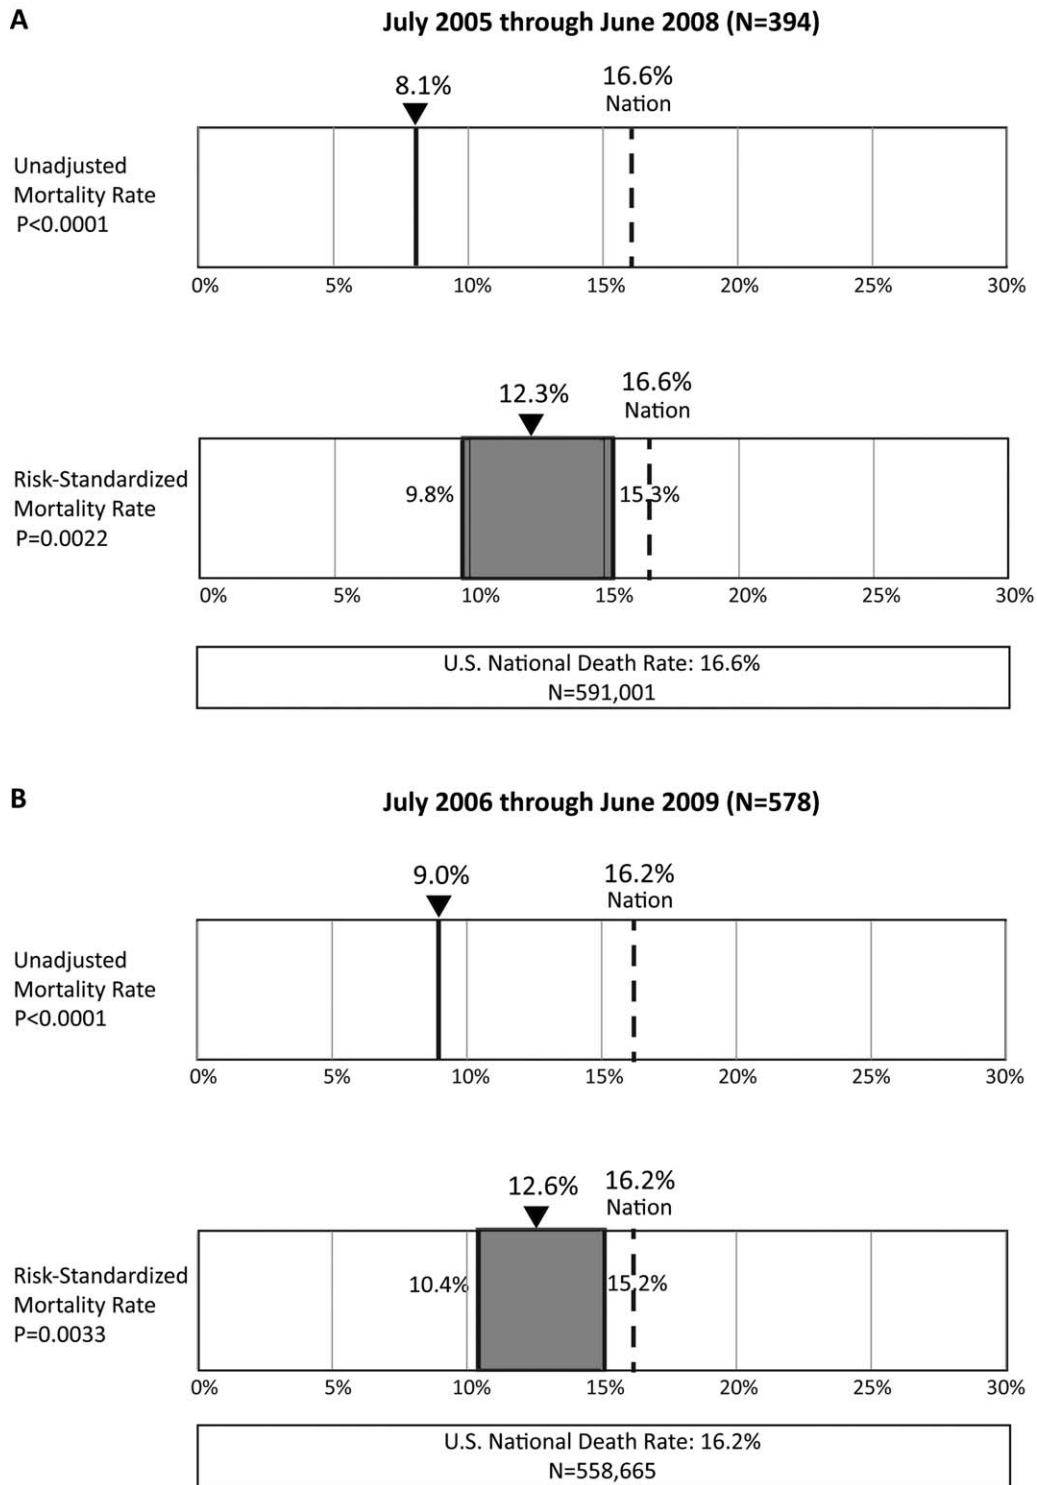 A
July 2005 through June 2008 (N=394)
8.1%
16.6%
Nation
Unadjusted
Mortality Rate
P<0.0001
0% 5% 10% 15% 20% 25% 30%
12.3%
16.6%
Nation
Risk-Standardized
Mortality Rate
P=0.0022
9.8%
15.3%
0% 5% 10% 15% 20% 25% 30%
U.S. National Death Rate: 16.6%
N=591,001
B
July 2006 through June 2009 (N=578)
9.0%
16.2%
Nation
Unadjusted
Mortality Rate
P<0.0001
0% 5% 10% 15% 20% 25% 30%
12.6%
16.2%
Nation
Risk-Standardized
Mortality Rate
P=0.0033
10.4%
15.2%
0% 5% 10% 15% 20% 25% 30%
U.S. National Death Rate: 16.2%
N=558,665